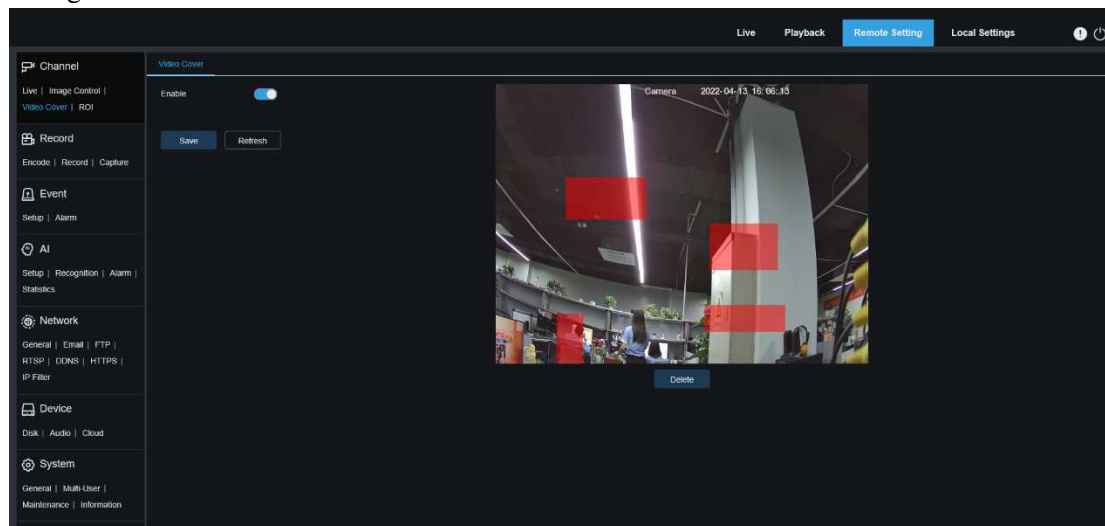 Live Playback Remote Setting Local Settings
Channel
Live | Image Control |
Video Cover | ROI
Record
Encode | Record | Capture
Event
Setup | Alarm
AI
Setup | Recognition | Alarm |
Statistics
Network
General | Email | FTP |
RTSP | DDNS | HTTPS |
IP Filter
Device
Disk | Audio | Cloud
System
General | Multi-User |
Maintenance | Information
Video Cover
Enable
Save Refresh
Camera 2022-04-13 16:06:13
Delete